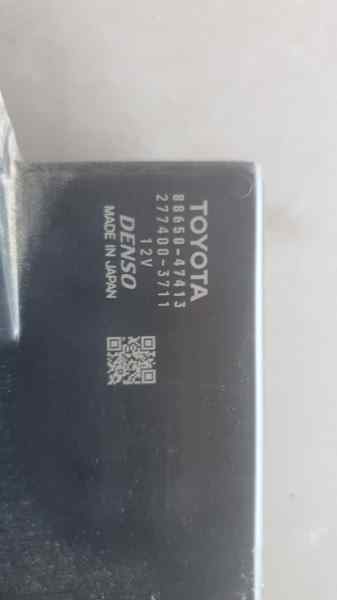 TOYOTA
88650-47413
277400-3711
12V
DENSO
MADE IN JAPAN